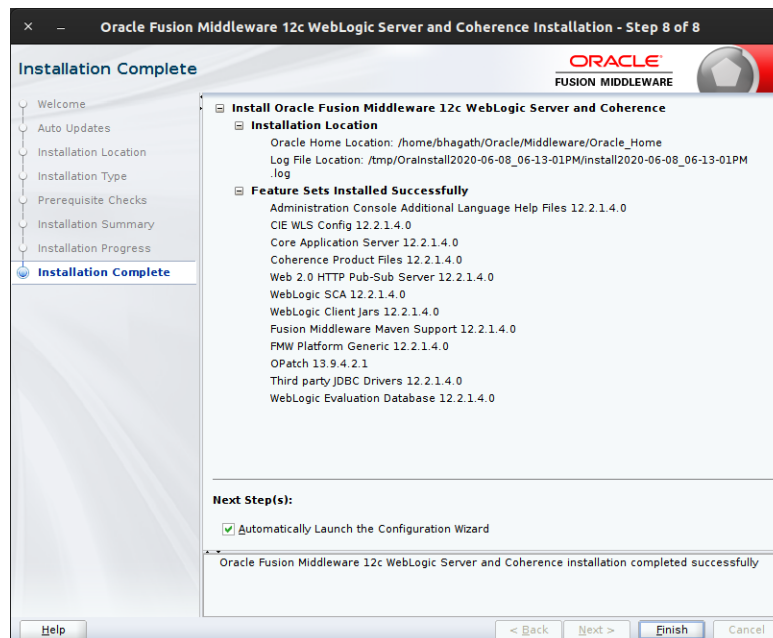 Oracle Fusion Middleware 12c WebLogic Server and Coherence Installation - Step 8 of 8
Installation Complete
ORACLE
FUSION MIDDLEWARE
Welcome
Auto Updates
Installation Location
Installation Type
Prerequisite Checks
Installation Summary
Installation Progress
Installation Complete
Install Oracle Fusion Middleware 12c WebLogic Server and Coherence
Installation Location
Oracle Home Location: /home/bhagath/Oracle/Middleware/Oracle_Home
Log File Location: /tmp/OraInstall2020-06-08_06-13-01PM/install2020-06-08_06-13-01PM
.log
Feature Sets Installed Successfully
Administration Console Additional Language Help Files 12.2.1.4.0
CIE WLS Config 12.2.1.4.0
Core Application Server 12.2.1.4.0
Coherence Product Files 12.2.1.4.0
Web 2.0 HTTP Pub-Sub Server 12.2.1.4.0
WebLogic SCA 12.2.1.4.0
WebLogic Client Jars 12.2.1.4.0
Fusion Middleware Maven Support 12.2.1.4.0
FMW Platform Generic 12.2.1.4.0
OPatch 13.9.4.2.1
Third party JDBC Drivers 12.2.1.4.0
WebLogic Evaluation Database 12.2.1.4.0
Next Step(s):
Automatically Launch the Configuration Wizard
Oracle Fusion Middleware 12c WebLogic Server and Coherence installation completed successfully
Help
< Back
Next >
Finish
Cancel